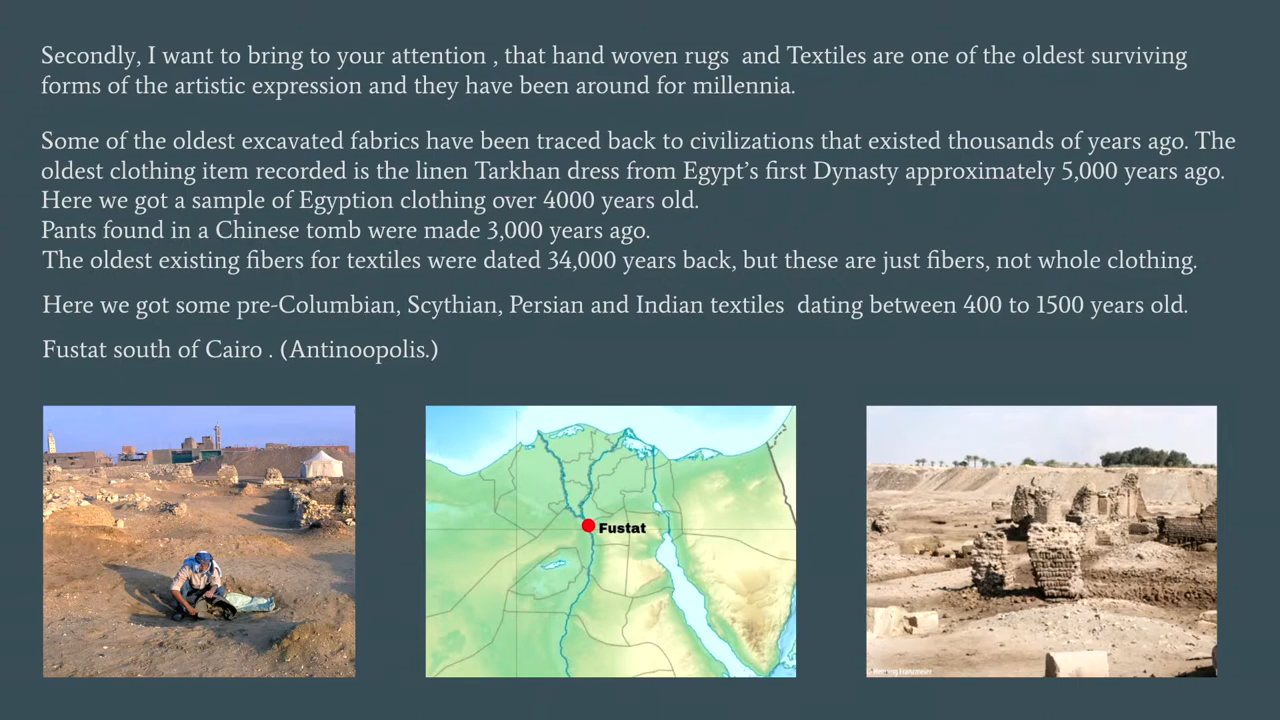 Secondly, I want to bring to your attention , that hand woven rugs  and Textiles are one of the oldest surviving
forms of the artistic expression and they have been around for millennia.
Some of the oldest excavated fabrics have been traced back to civilizations that existed thousands of years ago. The
oldest clothing item recorded is the linen Tarkhan dress from Egypt’s first Dynasty approximately 5,000 years ago.
Here we got a sample of Egyption clothing over 4000 years old.
Pants found in a Chinese tomb were made 3,000 years ago.
The oldest existing fibers for textiles were dated 34,000 years back, but these are just fibers, not whole clothing.
Here we got some pre-Columbian, Scythian, Persian and Indian textiles  dating between 400 to 1500 years old.
Fustat south of Cairo . (Antinoopolis.)
Fustat